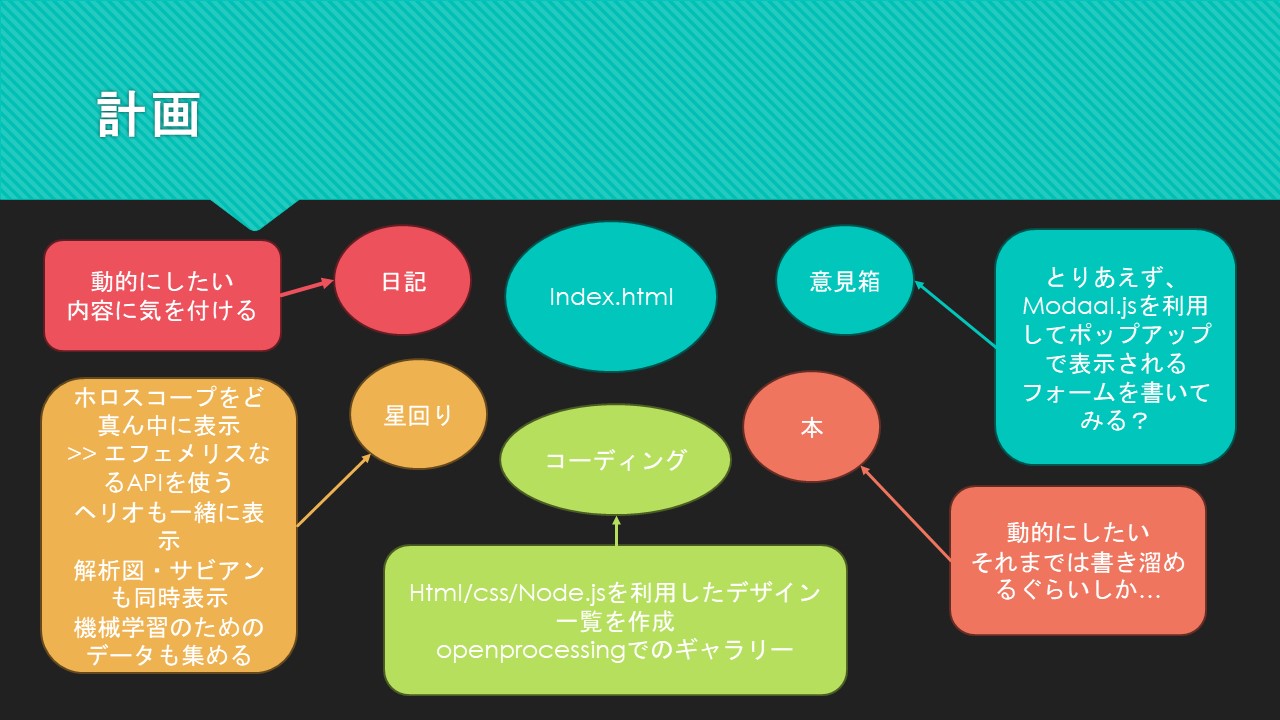 計画
動的にしたい
内容に気を付ける
日記
Index.html
意見箱
とりあえず、
Modaal.jsを利用
してポップアップ
で表示される
フォームを書いて
みる？
ホロスコープをど
真ん中に表示
>> エフェメリスな
るAPIを使う
ヘリオも一緒に表
示
解析図・サビアン
も同時表示
機械学習のための
データも集める
星回り
コーディング
本
Html/css/Node.jsを利用したデザイン
一覧を作成
openprocessingでのギャラリー
動的にしたい
それまでは書き溜め
るぐらいしか…